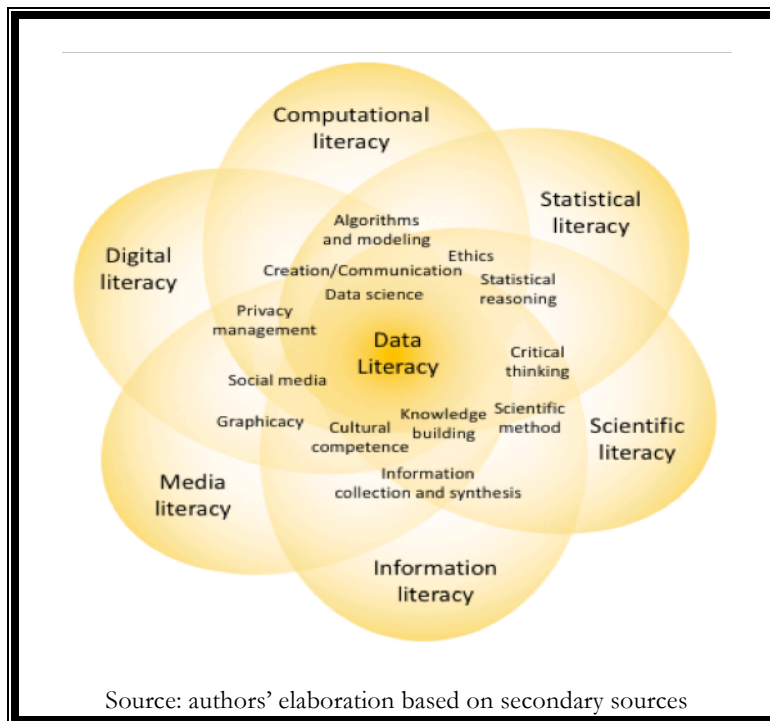 Computational
literacy
Statistical
literacy
Algorithms
and modeling
Digital
literacy
Ethics
Creation/Communication
Statistical
reasoning
Data science
Privacy
management
Data
Literacy
Critical
thinking
Social media
Graphicacy
Cultural
competence
Knowledge
building
Scientific
method
Scientific
literacy
Media
literacy
Information
collection and synthesis
Information
literacy
Source: authors' elaboration based on secondary sources